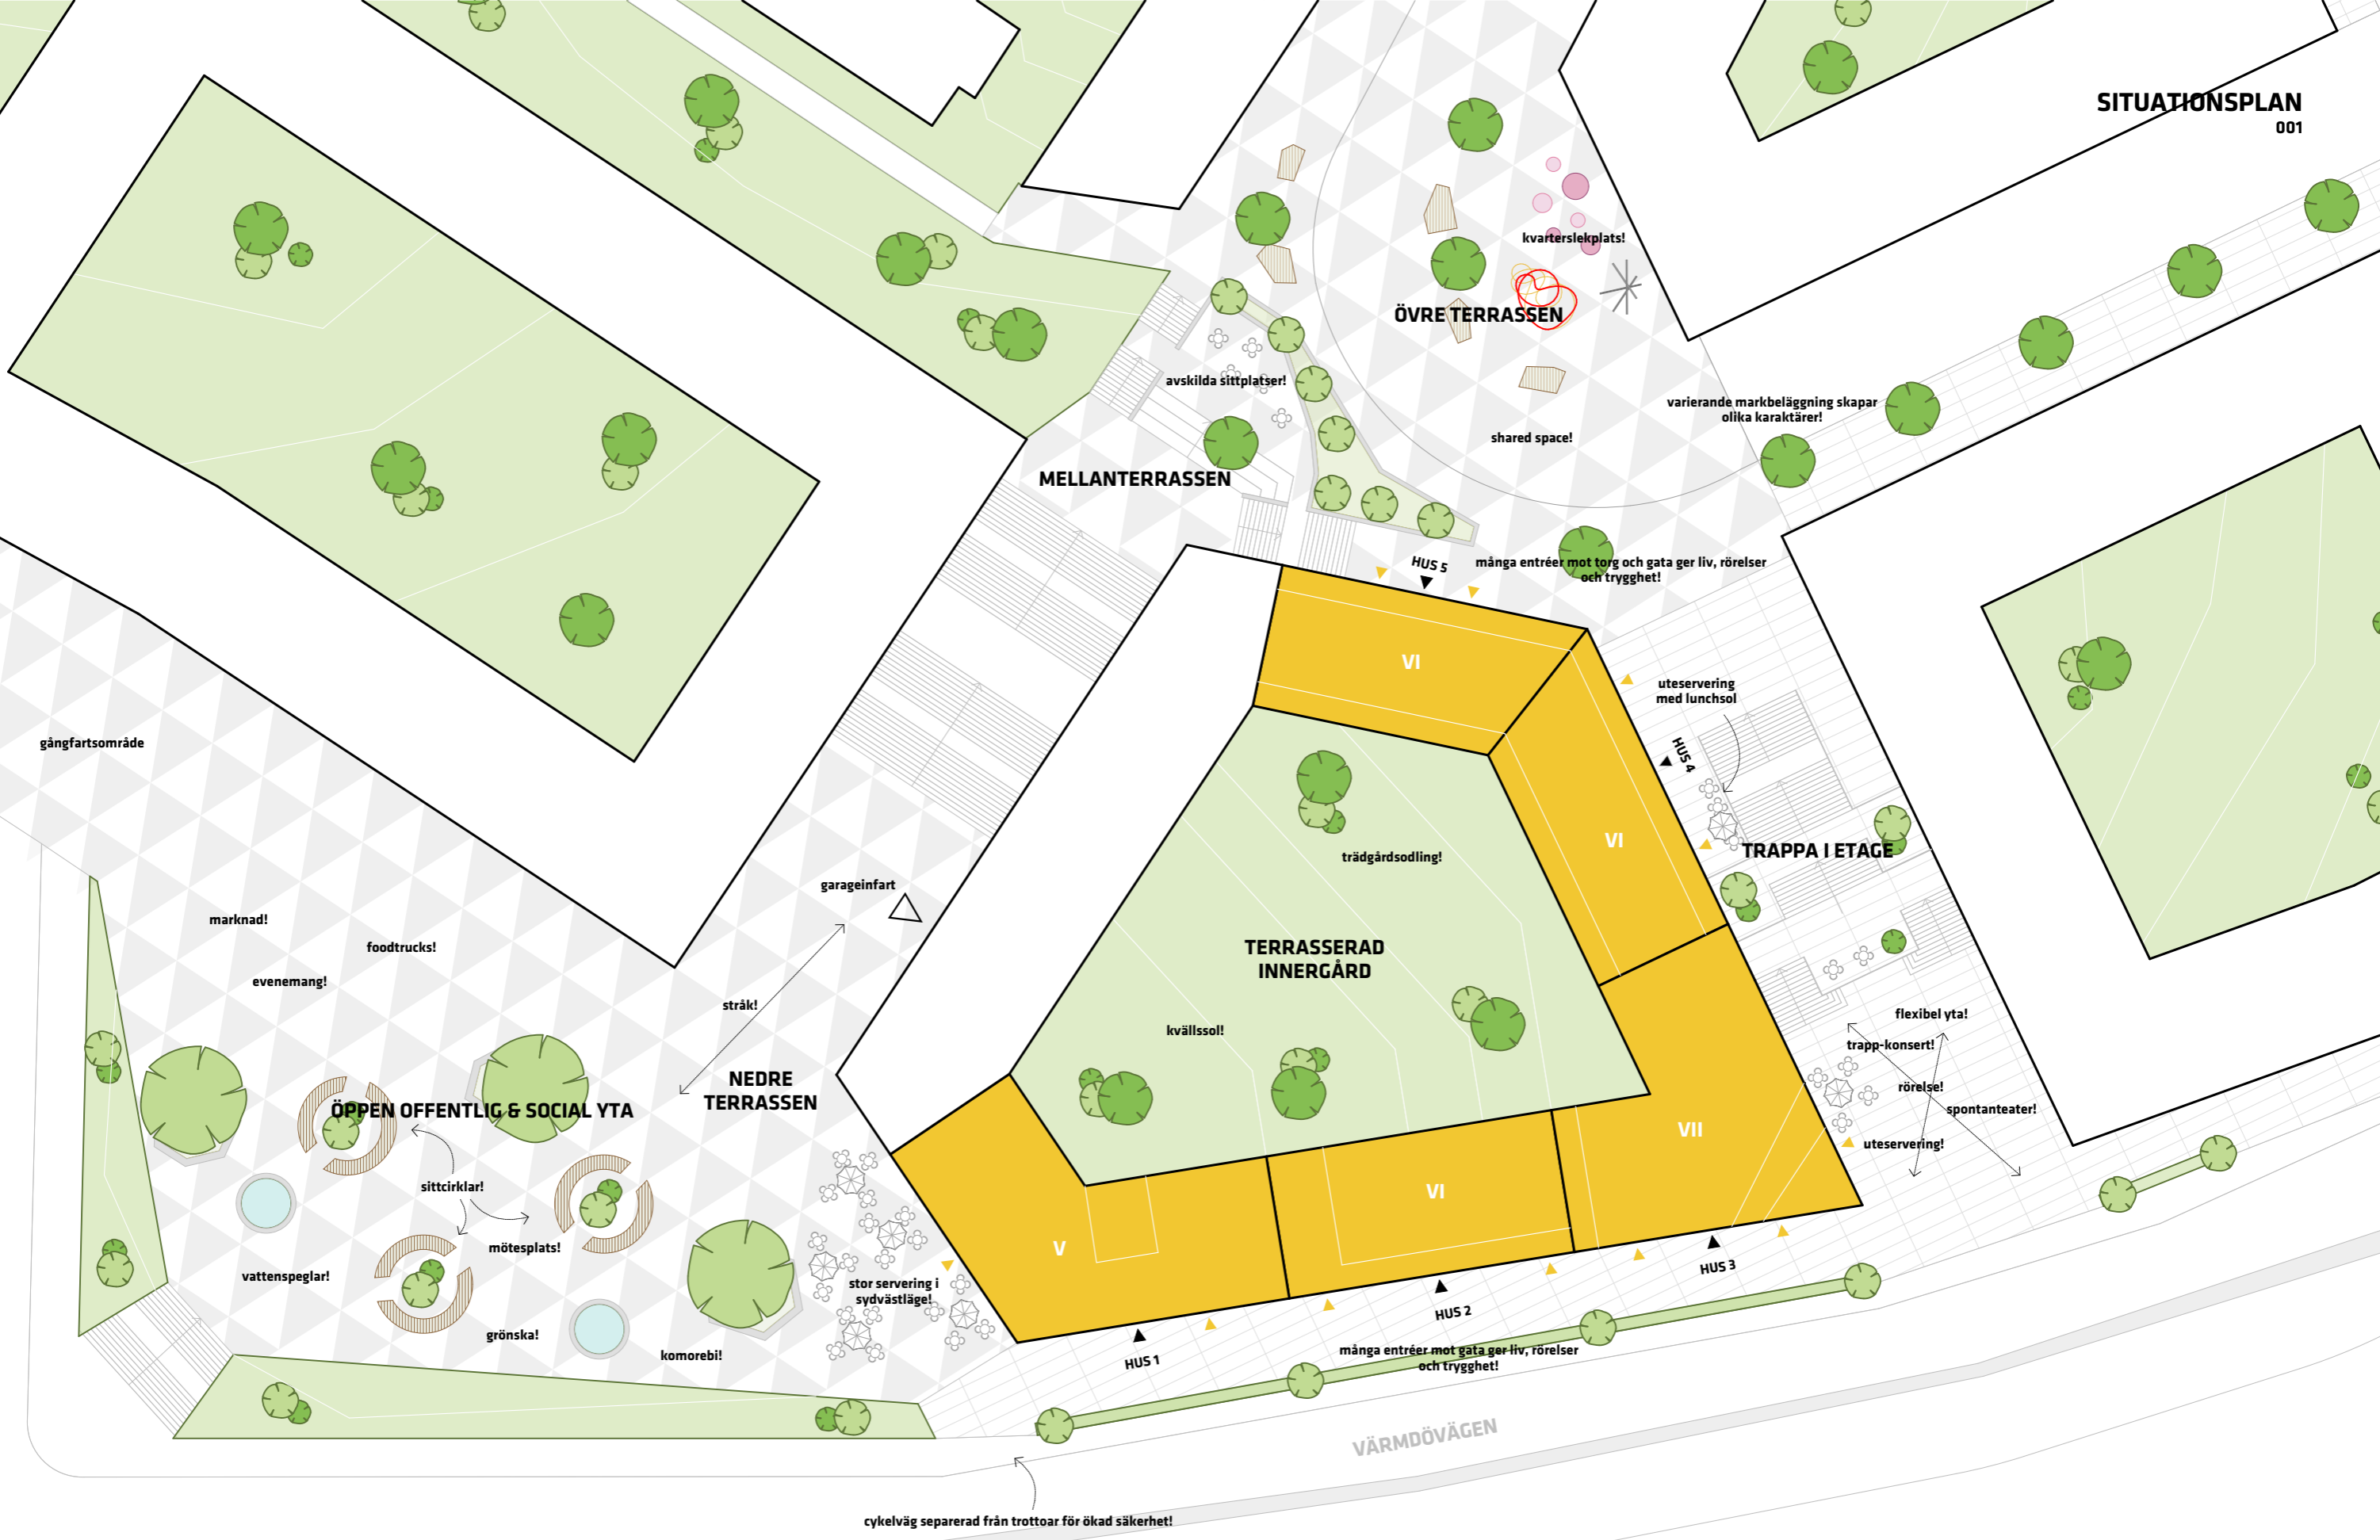 SITUATIONSPLAN
001
kvarterslekplats!
ÖVRE TERRASSEN
avskilda sittplatser!
varierande markbeläggning skapar
olika karaktärer!
shared space!
MELLANTERRASSEN
HUS 5
många entréer mot torg och gata ger liv, rörelser
och trygghet!
VI
uteservering
med lunchsol
HUS 4
gångfartsområde
VI
TRAPPA I ETAGE
trädgårdsodling!
garageinfart
marknad!
foodtrucks!
evenemang!
TERRASSERAD
INNERGÅRD
stråk!
kvällssol!
flexibel yta!
trapp-konsert!
rörelse!
spontanteater!
uteservering!
NEDRE
TERRASSEN
ÖPPEN OFFENTLIG & SOCIAL YTA
VII
sittcirklar!
VI
V
mötesplats!
vattenspeglar!
stor servering i
sydvästläge!
HUS 3
HUS 2
grönska!
komorebi!
HUS 1
många entréer mot gata ger liv, rörelser
och trygghet!
VÄRMDÖVÄGEN
cykelväg separerad från trottoar för ökad säkerhet!